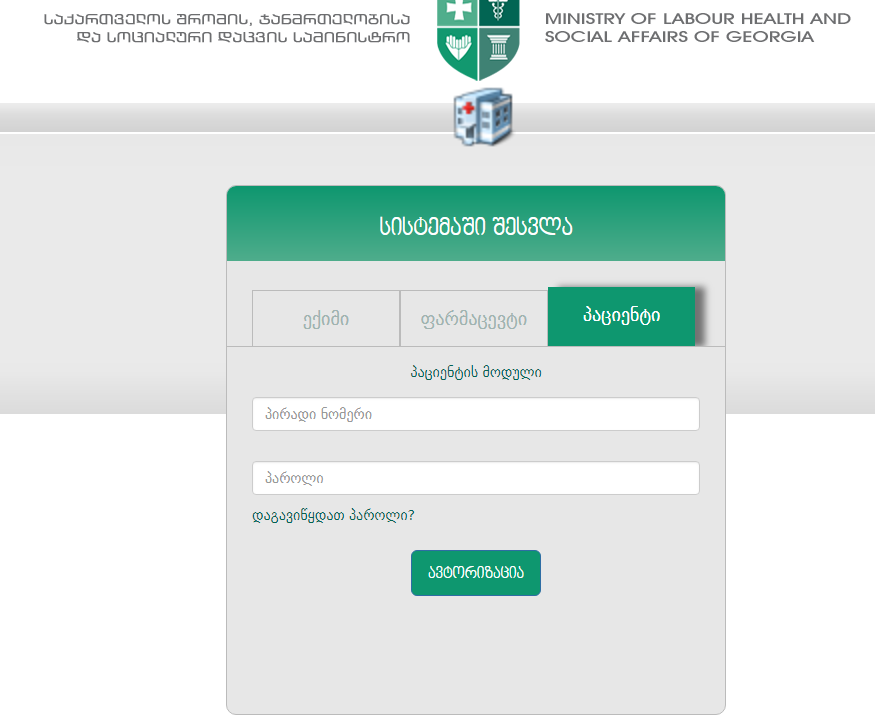 საქართველოს შრომის, ჯანმრთელობისა
და სოციალური დაცვის სამინისტრო
MINISTRY OF LABOUR HEALTH AND
SOCIAL AFFAIRS OF GEORGIA
სისტემაში შესვლა
ექიმი
ფარმაცევტი
პაციენტი
პაციენტის მოდული
პირადი ნომერი
პაროლი
დაგავიწყდათ პაროლი?
ავტორიზაცია